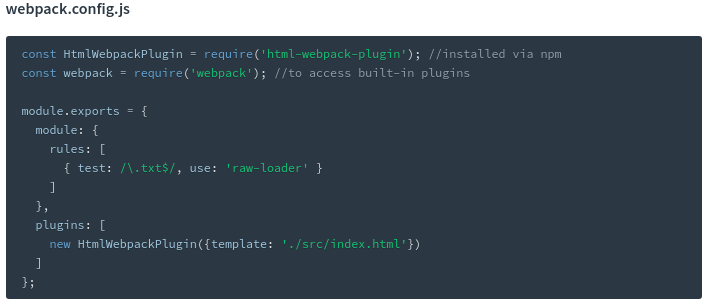 webpack.config.js
const HtmlWebpackPlugin = require('html-webpack-plugin'); //installed via npm
const webpack = require('webpack'); //to access built-in plugins
module.exports = {
  module: {
    rules: [
      { test: /\.txt$/, use: 'raw-loader' }
    ]
  },
  plugins: [
    new HtmlWebpackPlugin({template: './src/index.html'})
  ]
};